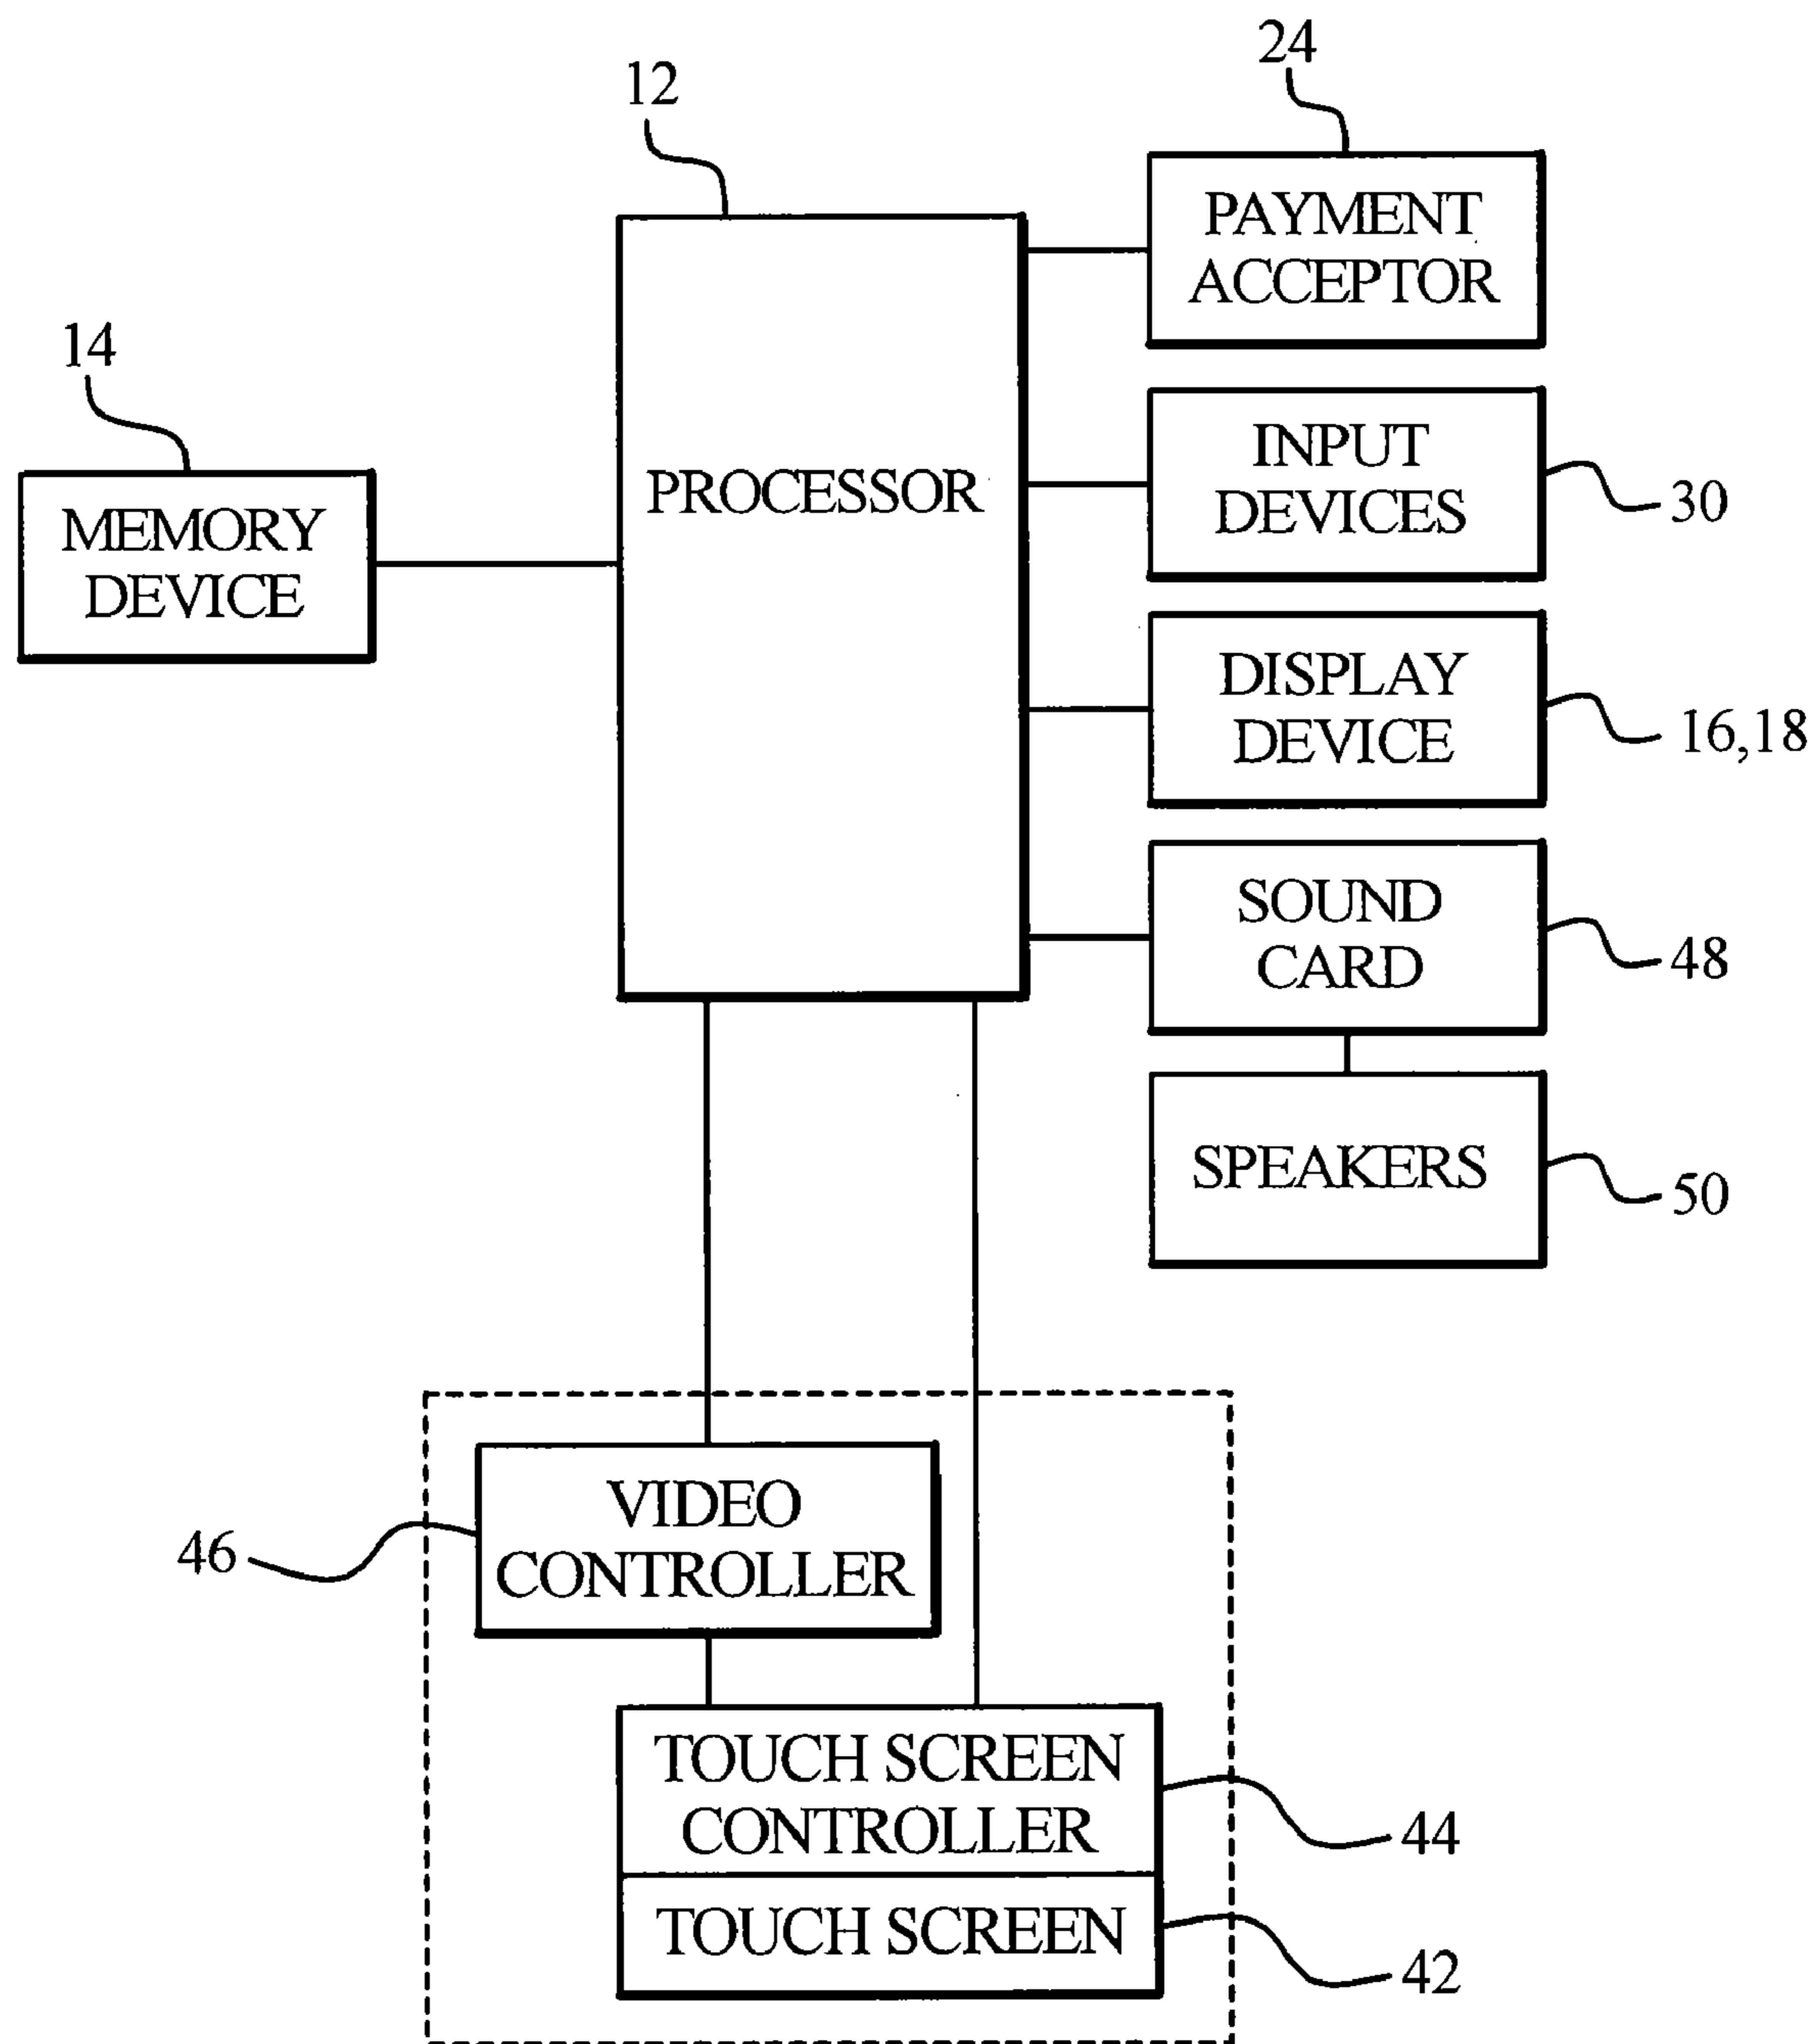 24
12
PAYMENT
ACCEPTOR
14
PROCESSOR
INPUT
DEVICES
30
MEMORY
DEVICE
DISPLAY
DEVICE
16,18
SOUND
CARD
48
SPEAKERS
50
VIDEO
CONTROLLER
46
TOUCH SCREEN
CONTROLLER
44
TOUCH SCREEN
42